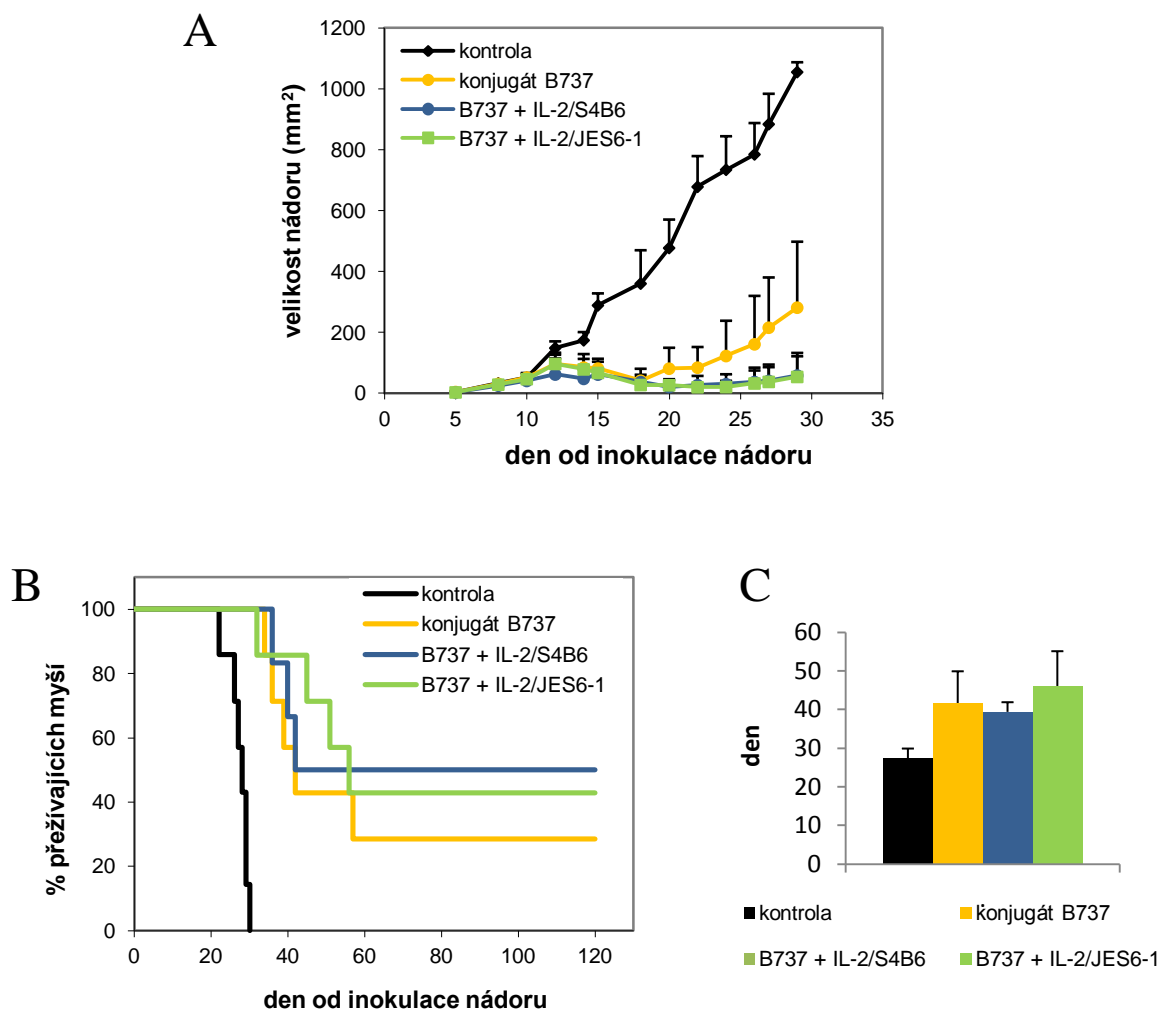 A
1200
1000
800
600
400
200
0
velikost nádoru (mm²)
kontrola
konjugát B737
B737 + IL-2/S4B6
B737 + IL-2/JES6-1
0 5 10 15 20 25 30 35
den od inokulace nádoru
B
100
80
60
40
20
0
% přežívajících myší
kontrola
konjugát B737
B737 + IL-2/S4B6
B737 + IL-2/JES6-1
0 20 40 60 80 100 120
den od inokulace nádoru
C
60
50
40
30
20
10
0
den
kontrola
konjugát B737
B737 + IL-2/S4B6
B737 + IL-2/JES6-1